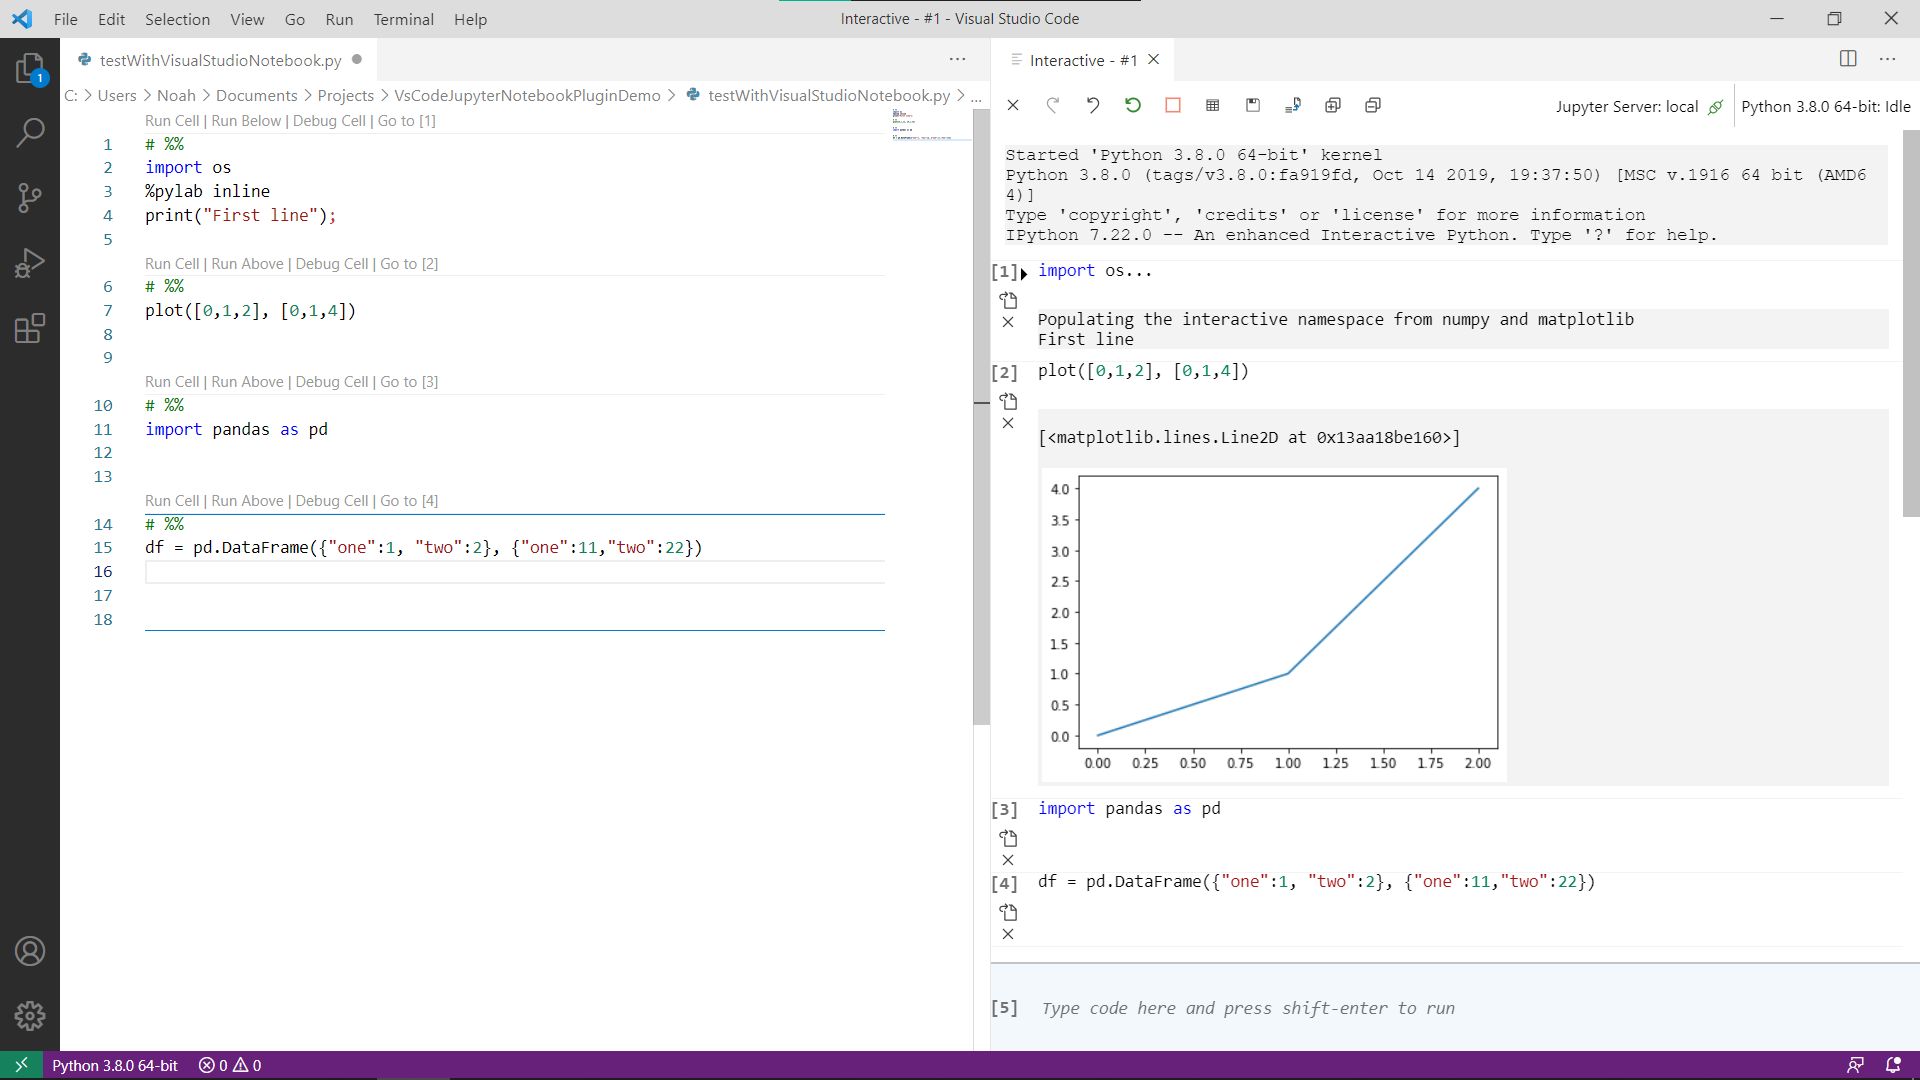 File Edit Selection View Go Run Terminal Help
Interactive - #1 - Visual Studio Code
testWithVisualStudioNotebook.py
C: > Users > Noah > Documents > Projects > VsCodeJupyterNotebookPluginDemo > testWithVisualStudioNotebook.py > ...
1
Run Cell | Run Below | Debug Cell | Go to [1]
1 # %%
2 import os
3 %pylab inline
4 print("First line");
5
Run Cell | Run Above | Debug Cell | Go to [2]
6 # %%
7 plot([0,1,2], [0,1,4])
8
9
Run Cell | Run Above | Debug Cell | Go to [3]
10 # %%
11 import pandas as pd
12
13
Run Cell | Run Above | Debug Cell | Go to [4]
14 # %%
15 df = pd.DataFrame({"one":1, "two":2}, {"one":11,"two":22})
16
17
18
Interactive - #1
Jupyter Server: local
Python 3.8.0 64-bit: Idle
Started 'Python 3.8.0 64-bit' kernel
Python 3.8.0 (tags/v3.8.0:fa919fd, Oct 14 2019, 19:37:50) [MSC v.1916 64 bit (AMD6
4)]
Type 'copyright', 'credits' or 'license' for more information
IPython 7.22.0 -- An enhanced Interactive Python. Type '?' for help.
[1] import os...
Populating the interactive namespace from numpy and matplotlib
First line
[2] plot([0,1,2], [0,1,4])
[<matplotlib.lines.Line2D at 0x13aa18be160>]
4.0
3.5
3.0
2.5
2.0
1.5
1.0
0.5
0.0
0.00 0.25 0.50 0.75 1.00 1.25 1.50 1.75 2.00
[3] import pandas as pd
[4] df = pd.DataFrame({"one":1, "two":2}, {"one":11,"two":22})
[5] Type code here and press shift-enter to run
Python 3.8.0 64-bit 0 0